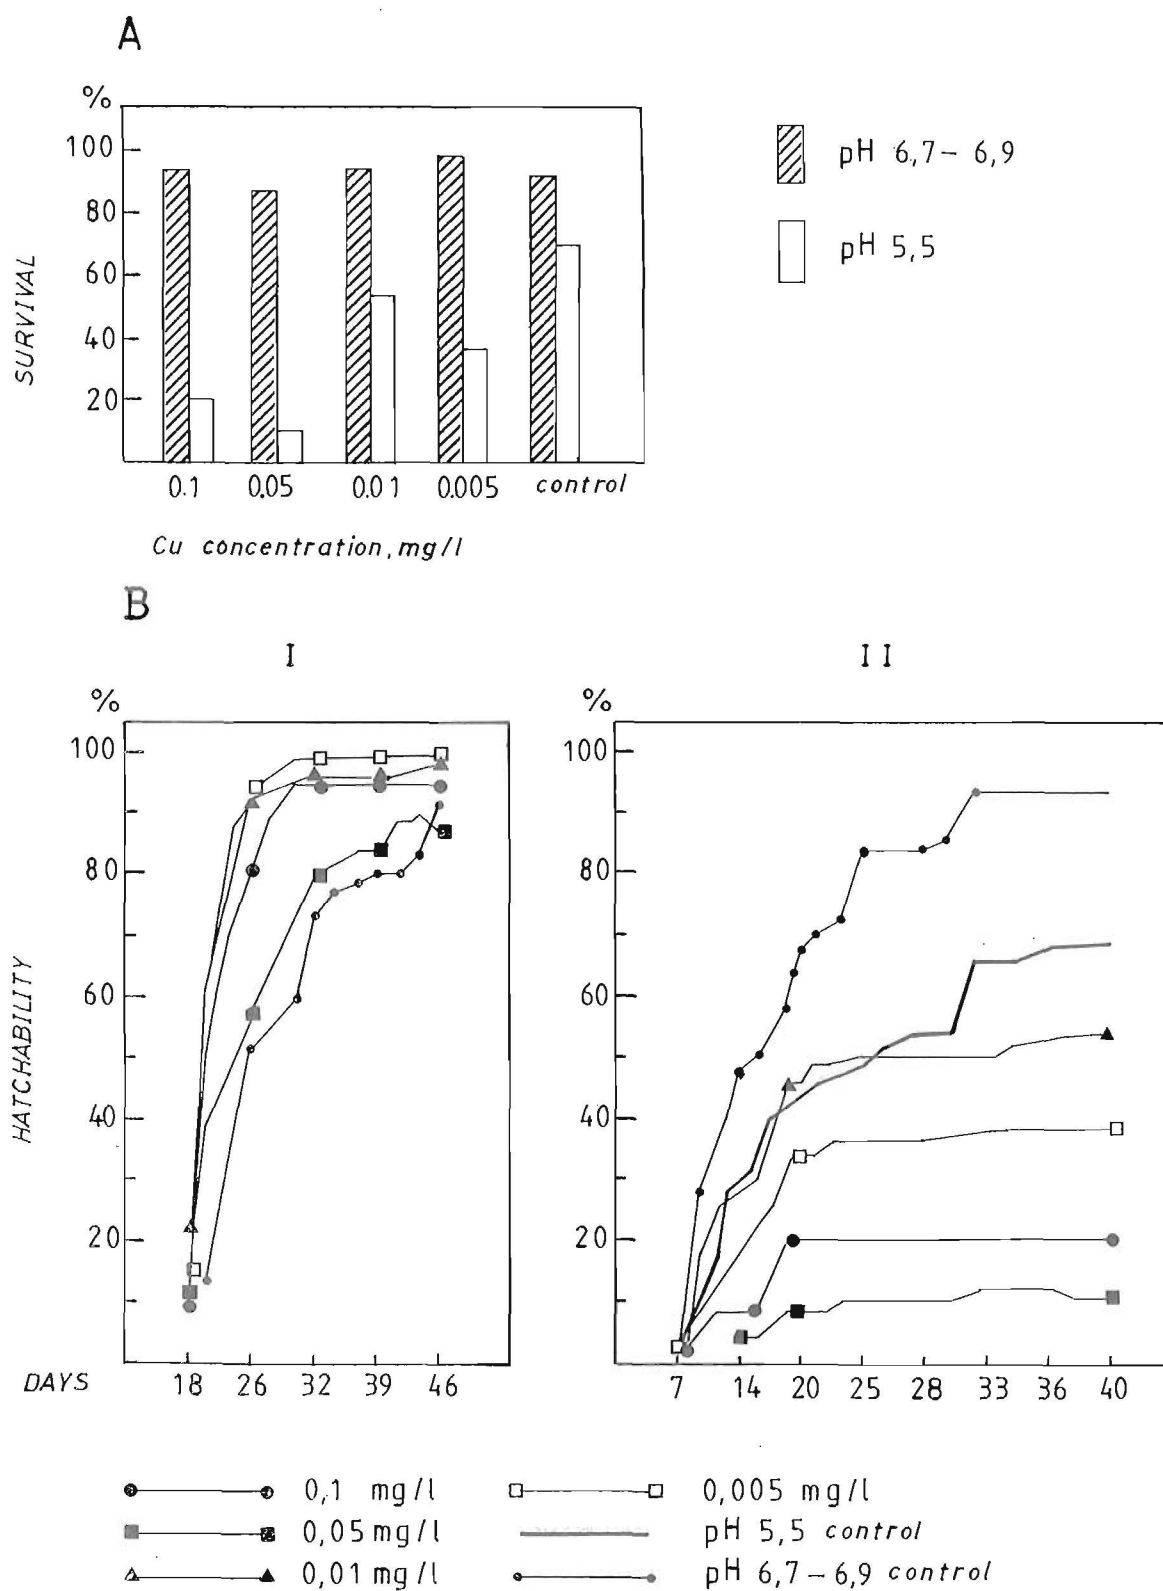 A
%
100
80
60
40
20
SURVIVAL
0.1 0.05 0.01 0.005 control
Cu concentration, mg/l
pH 6,7 – 6,9
pH 5,5
B
I
%
100
80
60
40
20
HATCHABILITY
DAYS 18 26 32 39 46
II
%
100
80
60
40
20
7 14 20 25 28 33 36 40
0,1 mg/l
0,05 mg/l
0,01 mg/l
0,005 mg/l
pH 5,5 control
pH 6,7 – 6,9 control